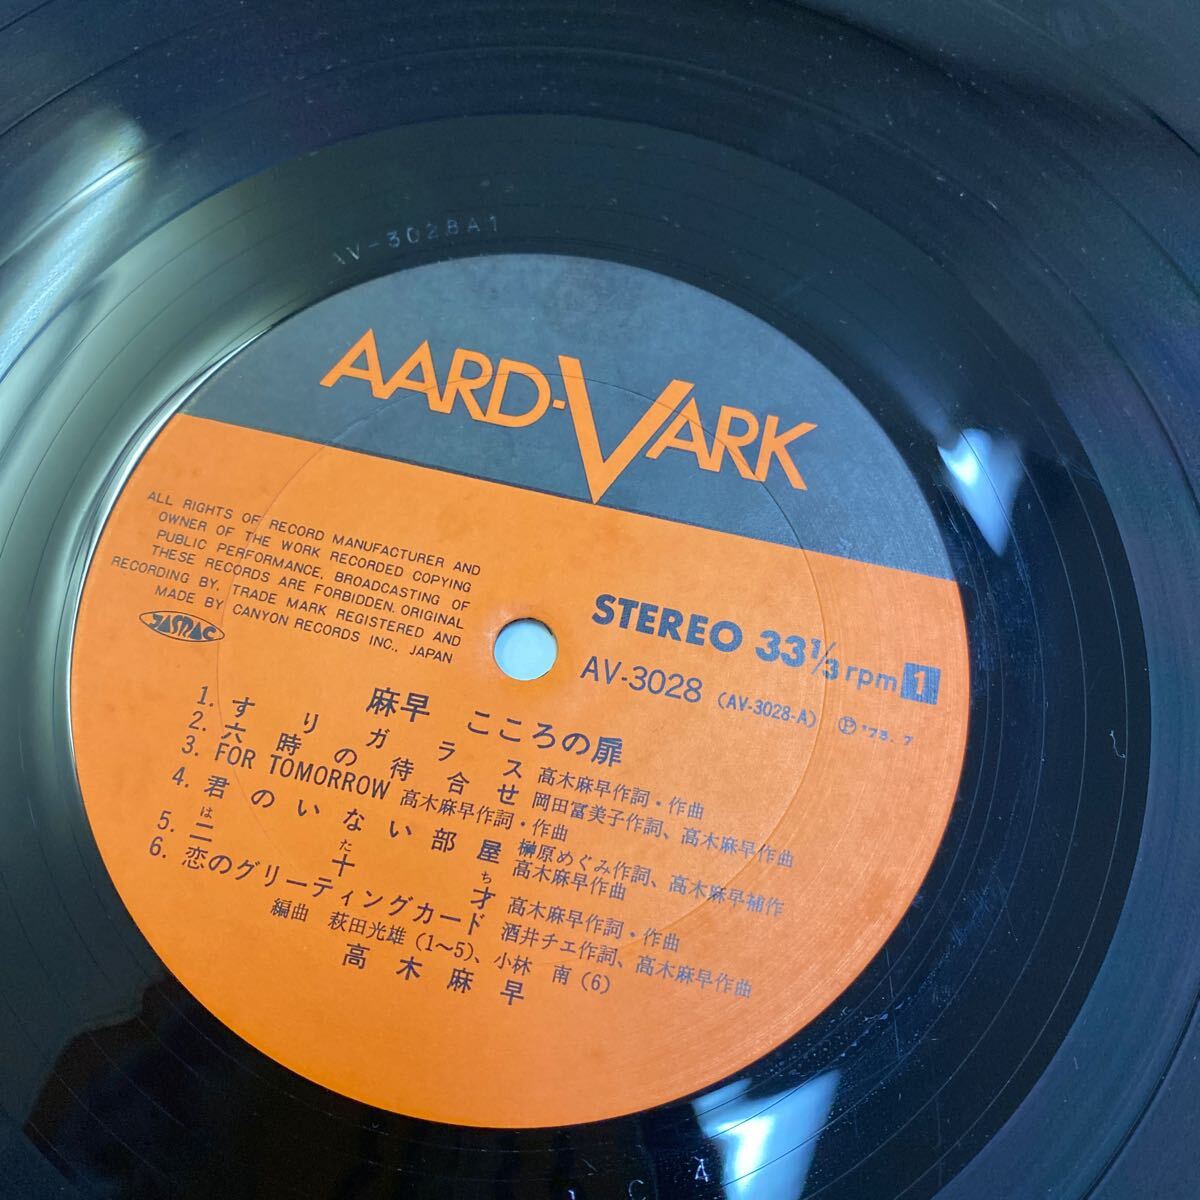 AV-3028A1
AARD-VARK
ALL RIGHTS OF RECORD MANUFACTURER AND
OWNER OF THE WORK RECORDED COPYING
PUBLIC PERFORMANCE, BROADCASTING OF
THESE RECORDS ARE FORBIDDEN. ORIGINAL
RECORDING BY, TRADE MARK REGISTERED AND
MADE BY CANYON RECORDS INC., JAPAN
JASRAC
STEREO 33 1/3 rpm 1
AV-3028 (AV-3028-A) Ⓟ '75. 7
麻早 こころの扉
1. すりガラス 高木麻早作詞・作曲
2. 六時の待合せ 岡田冨美子作詞、高木麻早作曲
3. FOR TOMORROW 高木麻早作詞・作曲
4. 君のいない部屋 榊原めぐみ作詞、高木麻早補作
高木麻早作曲
はたち
5. 二十才 高木麻早作詞・作曲
6. 恋のグリーティングカード 酒井チエ作詞、高木麻早作曲
編曲 萩田光雄(1〜5)、小林 南(6)
高木麻早